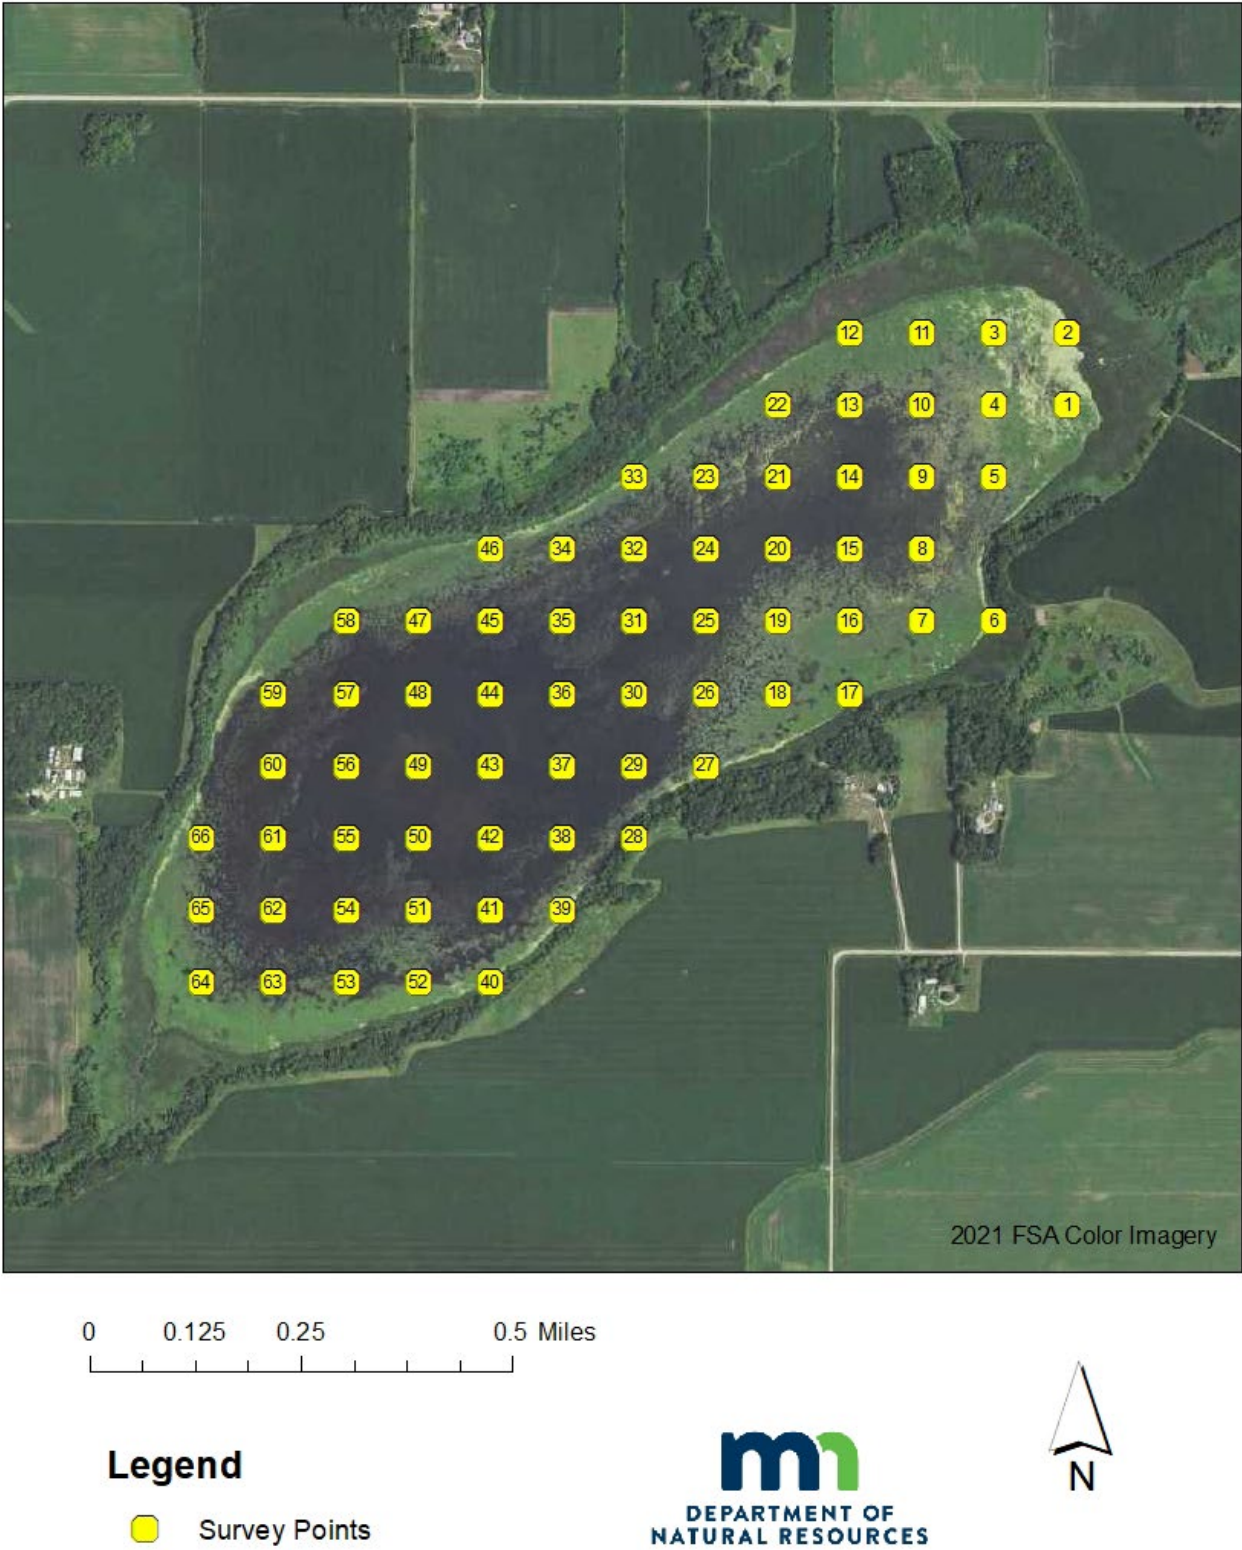 12 11 3 2
22 13 10 4 1
33 23 21 14 9 5
46 34 32 24 20 15 8
58 47 45 35 31 25 19 16 7 6
59 57 48 44 36 30 26 18 17
60 56 49 43 37 29 27
66 61 55 50 42 38 28
65 62 54 51 41 39
64 63 53 52 40
2021 FSA Color Imagery
0 0.125 0.25 0.5 Miles
Legend
Survey Points
mn
DEPARTMENT OF
NATURAL RESOURCES
N